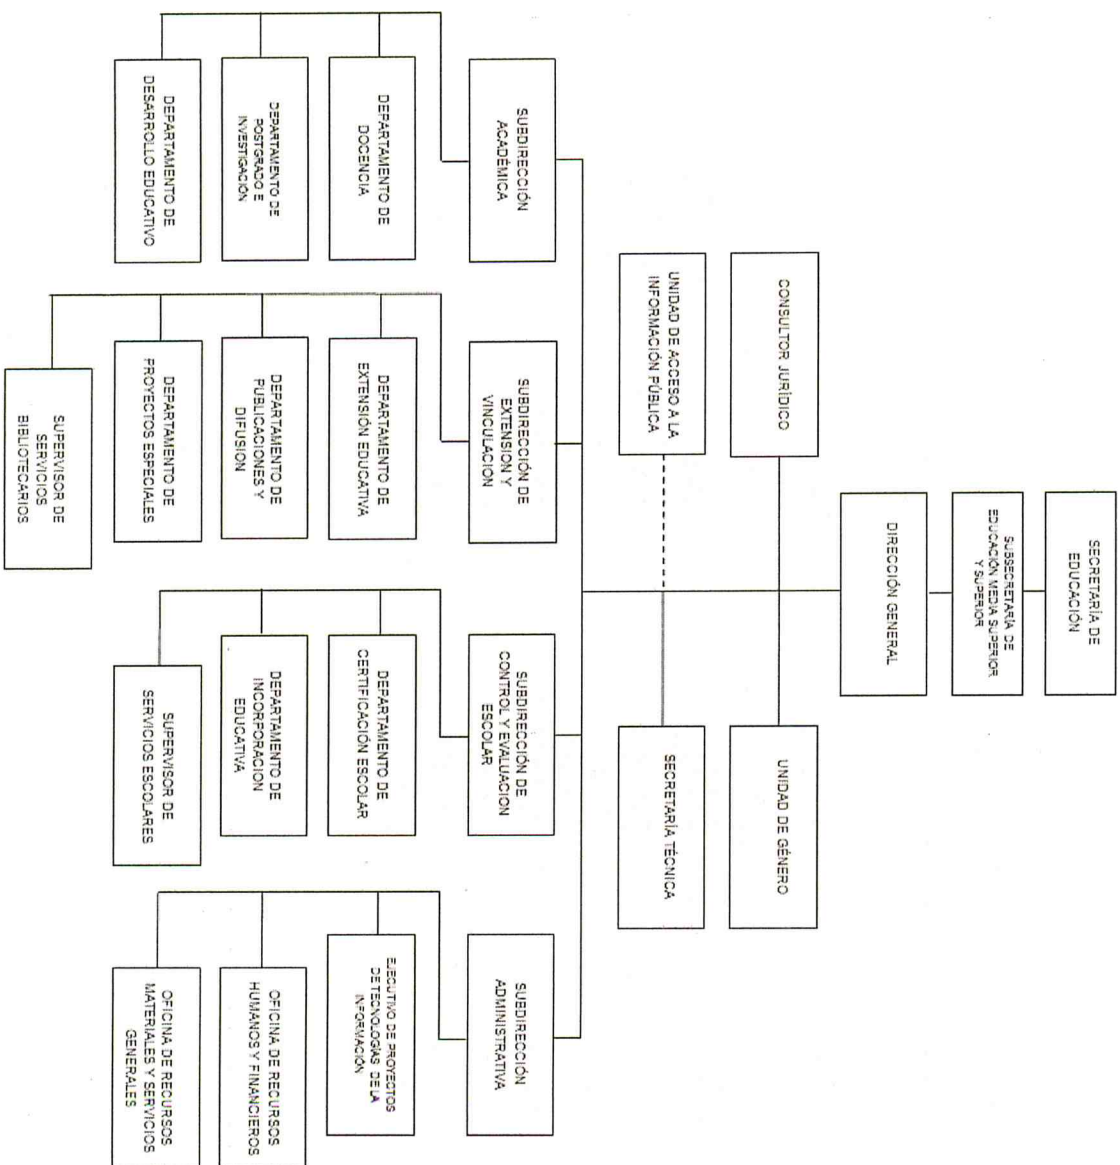 SECRETARÍA DE
EDUCACIÓN
SUBSECRETARÍA DE
EDUCACIÓN MEDIA SUPERIOR
Y SUPERIOR
DIRECCIÓN GENERAL
CONSULTOR JURÍDICO
UNIDAD DE GÉNERO
UNIDAD DE ACCESO A LA
INFORMACIÓN PÚBLICA
SECRETARÍA TÉCNICA
SUBDIRECCIÓN
ACADÉMICA
DEPARTAMENTO DE
DOCENCIA
DEPARTAMENTO DE
POSTGRADO E
INVESTIGACIÓN
DEPARTAMENTO DE
DESARROLLO EDUCATIVO
SUBDIRECCIÓN DE
EXTENSION Y
VINCULACIÓN
DEPARTAMENTO DE
EXTENSIÓN EDUCATIVA
DEPARTAMENTO DE
PUBLICACIONES Y
DIFUSION
DEPARTAMENTO DE
PROYECTOS ESPECIALES
SUPERVISOR DE
SERVICIOS
BIBLIOTECARIOS
SUBDIRECCIÓN DE
CONTROL Y EVALUACION
ESCOLAR
DEPARTAMENTO DE
CERTIFICACIÓN ESCOLAR
DEPARTAMENTO DE
INCORPORACION
EDUCATIVA
SUPERVISOR DE
SERVICIOS ESCOLARES
SUBDIRECCIÓN
ADMINISTRATIVA
EJECUTIVO DE PROYECTOS
DE TECNOLOGÍAS DE LA
INFORMACIÓN
OFICINA DE RECURSOS
HUMANOS Y FINANCIEROS
OFICINA DE RECURSOS
MATERIALES Y SERVICIOS
GENERALES